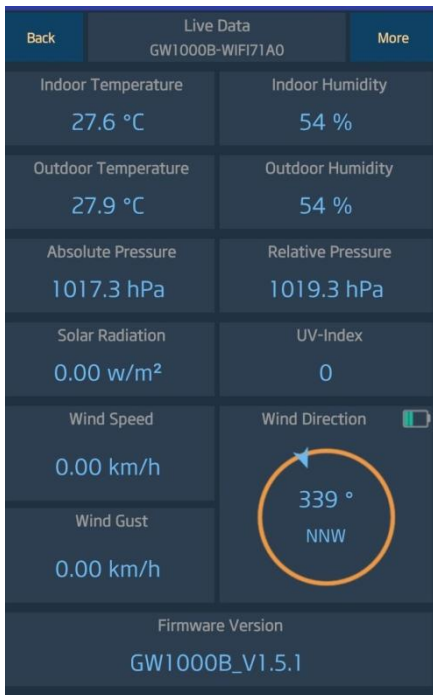 Back
Live Data
GW1000B-WIFI71A0
More
Indoor Temperature
27.6 °C
Indoor Humidity
54 %
Outdoor Temperature
27.9 °C
Outdoor Humidity
54 %
Absolute Pressure
1017.3 hPa
Relative Pressure
1019.3 hPa
Solar Radiation
0.00 w/m²
UV-Index
0
Wind Speed
0.00 km/h
Wind Direction
339 °
NNW
Wind Gust
0.00 km/h
Firmware Version
GW1000B_V1.5.1